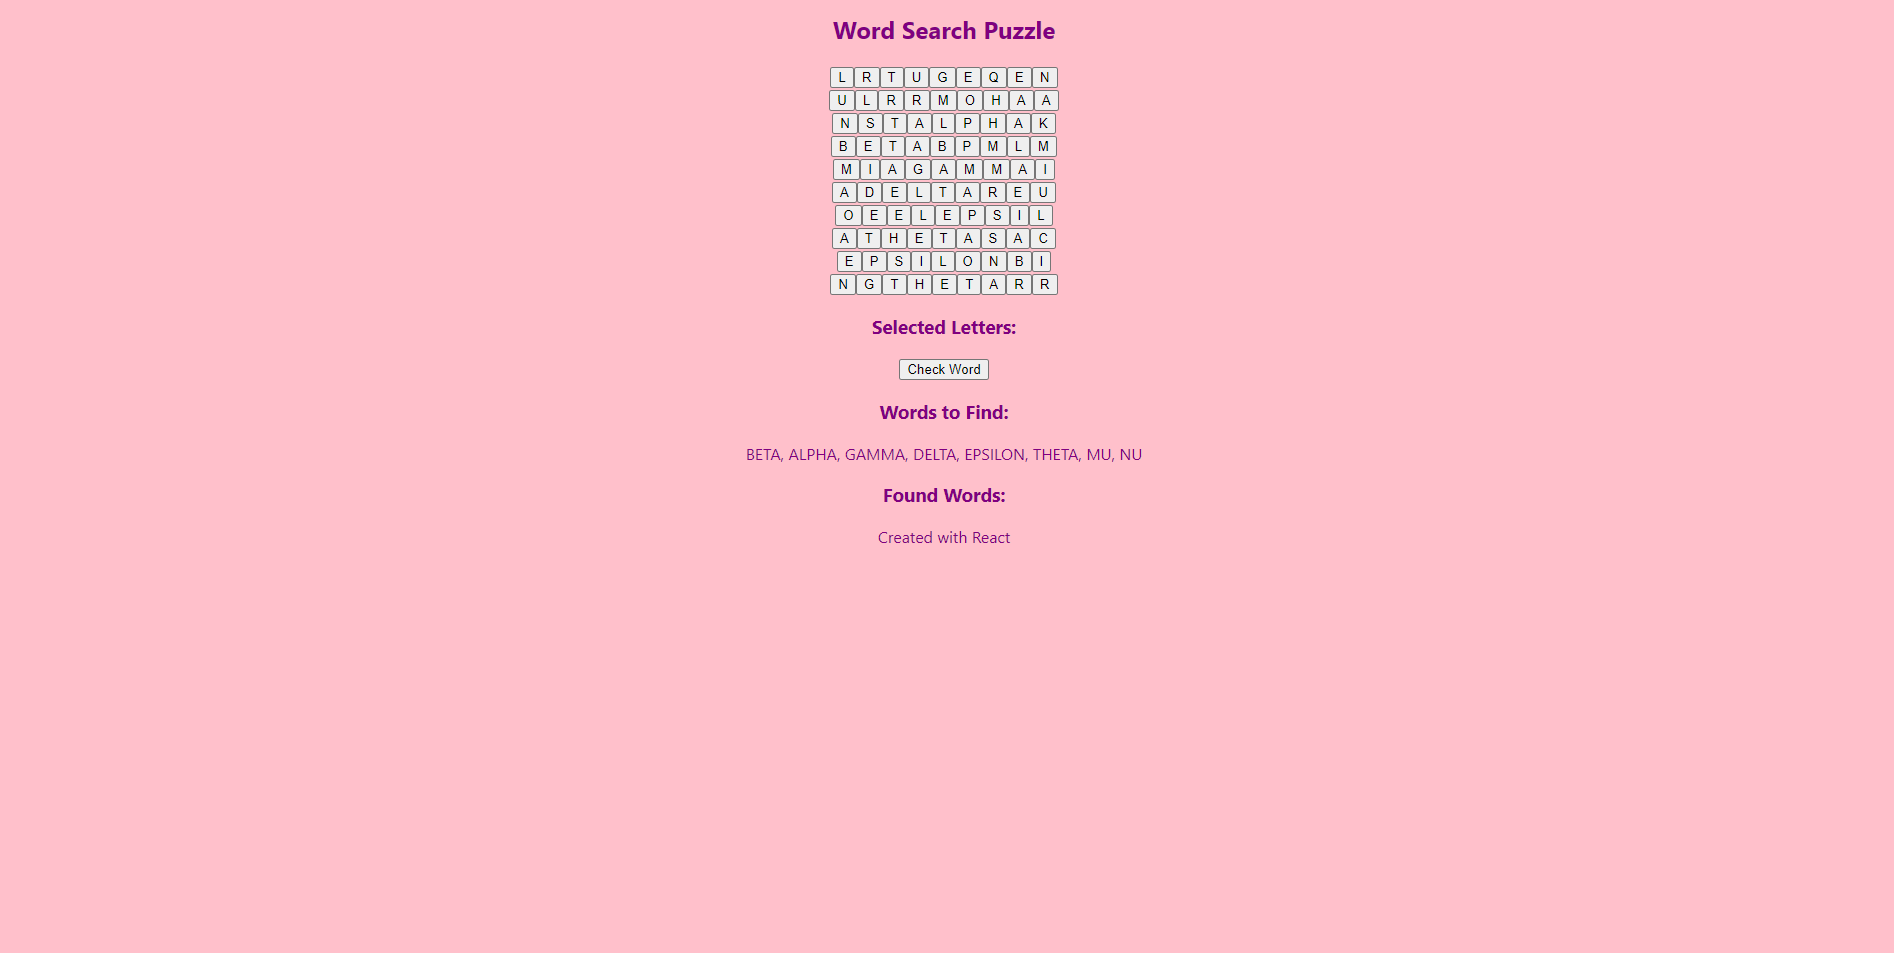 Word Search Puzzle
L R T U G E Q E N
U L R R M O H A A
N S T A L P H A K
B E T A B P M L M
M I A G A M M A I
A D E L T A R E U
O E E L E P S I L
A T H E T A S A C
E P S I L O N B I
N G T H E T A R R
Selected Letters:
Check Word
Words to Find:
BETA, ALPHA, GAMMA, DELTA, EPSILON, THETA, MU, NU
Found Words:
Created with React